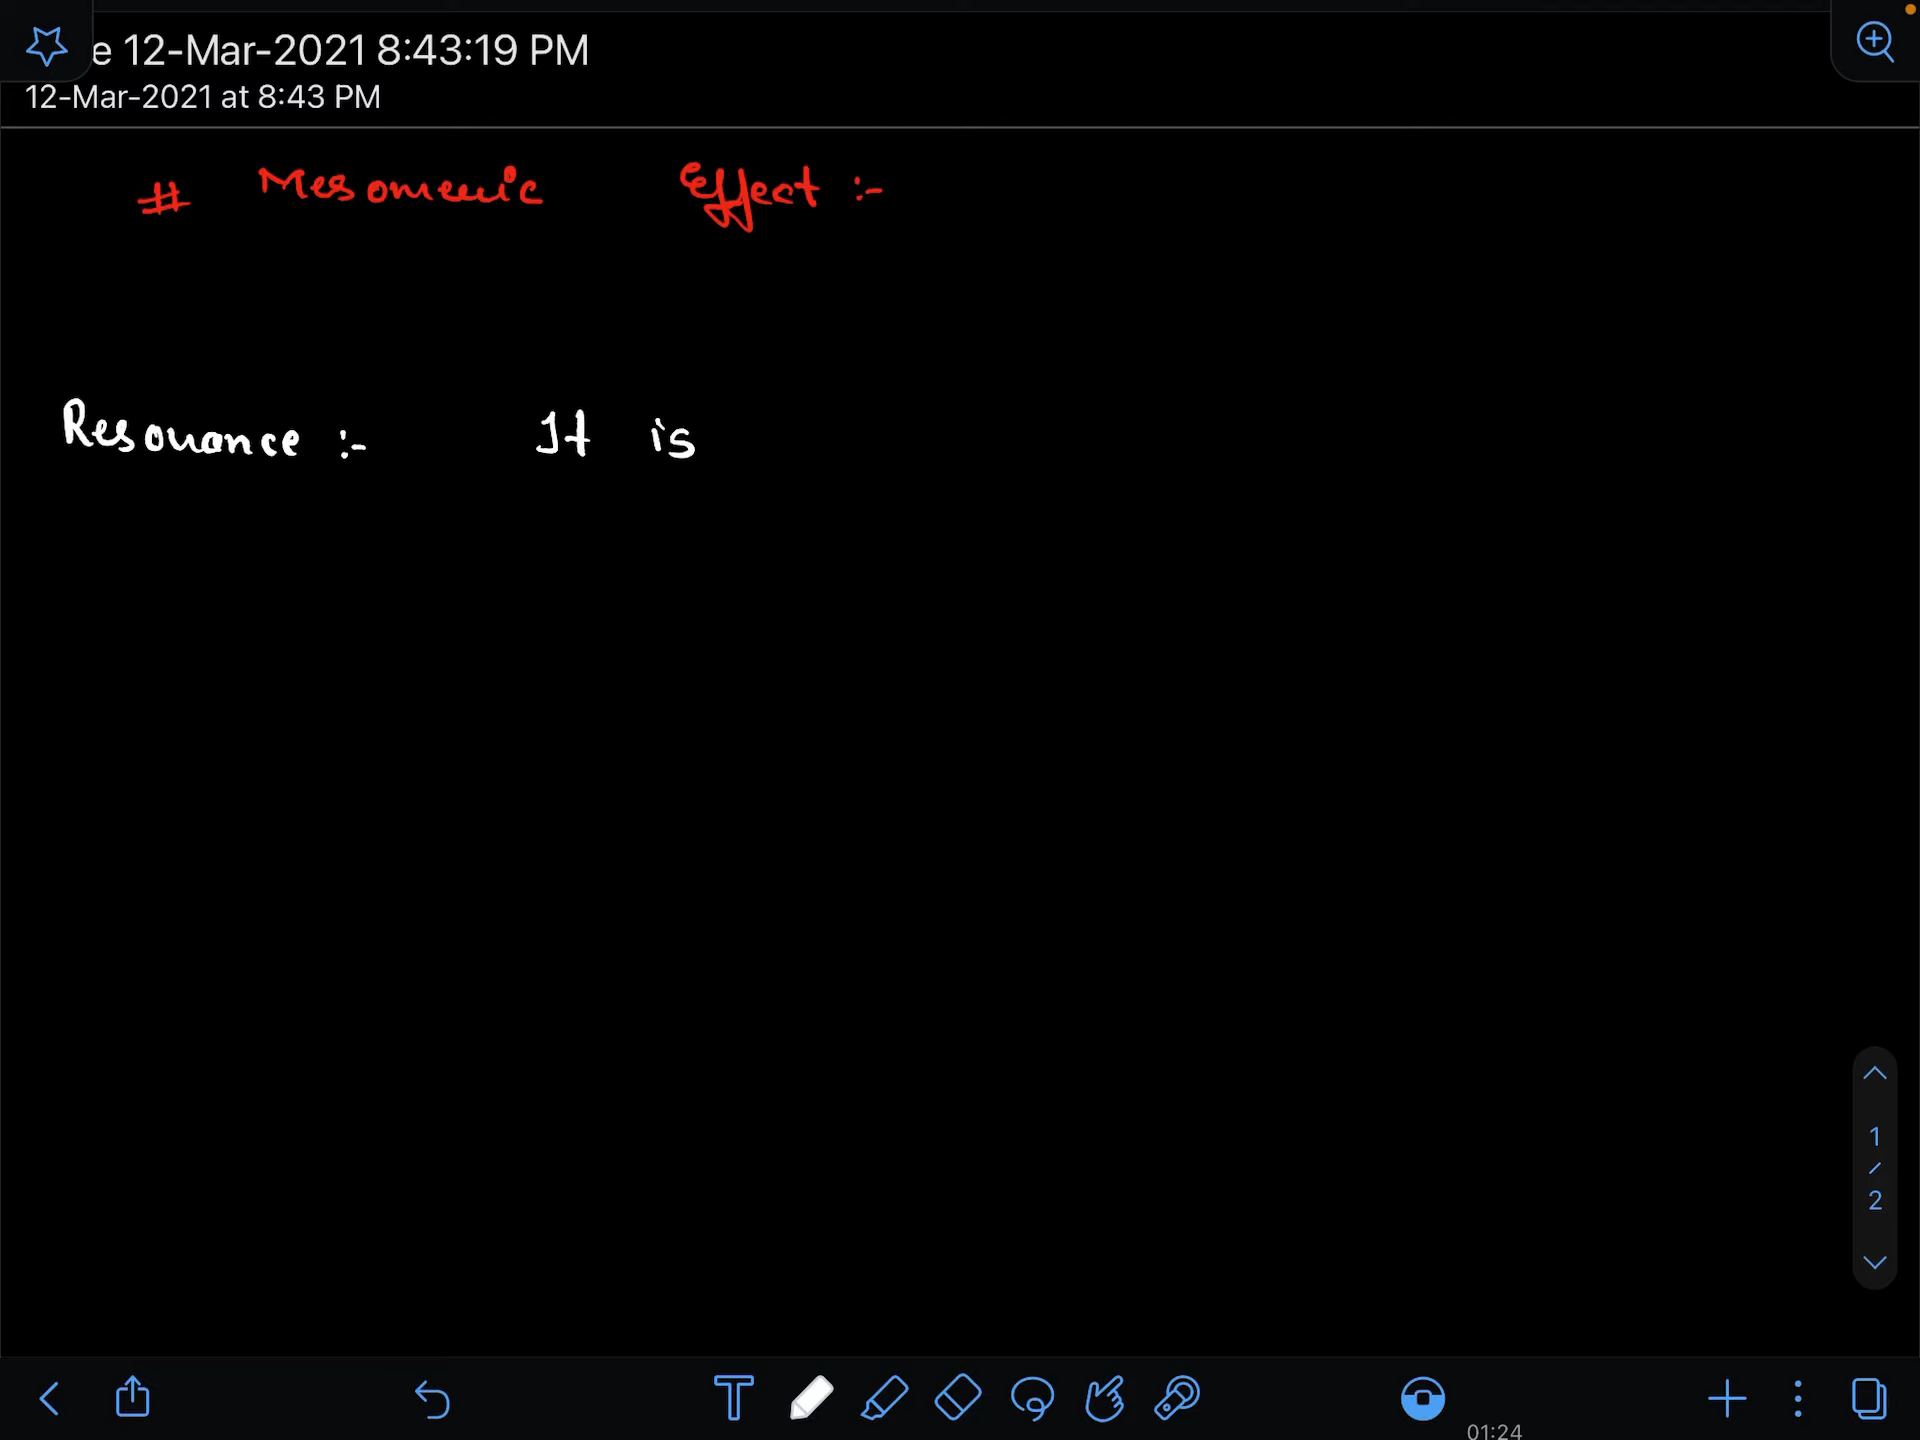 e 12-Mar-2021 8:43:19 PM
12-Mar-2021 at 8:43 PM
# Mesomeric Effect :-
Resonance :- It is
1
/
2
01:24